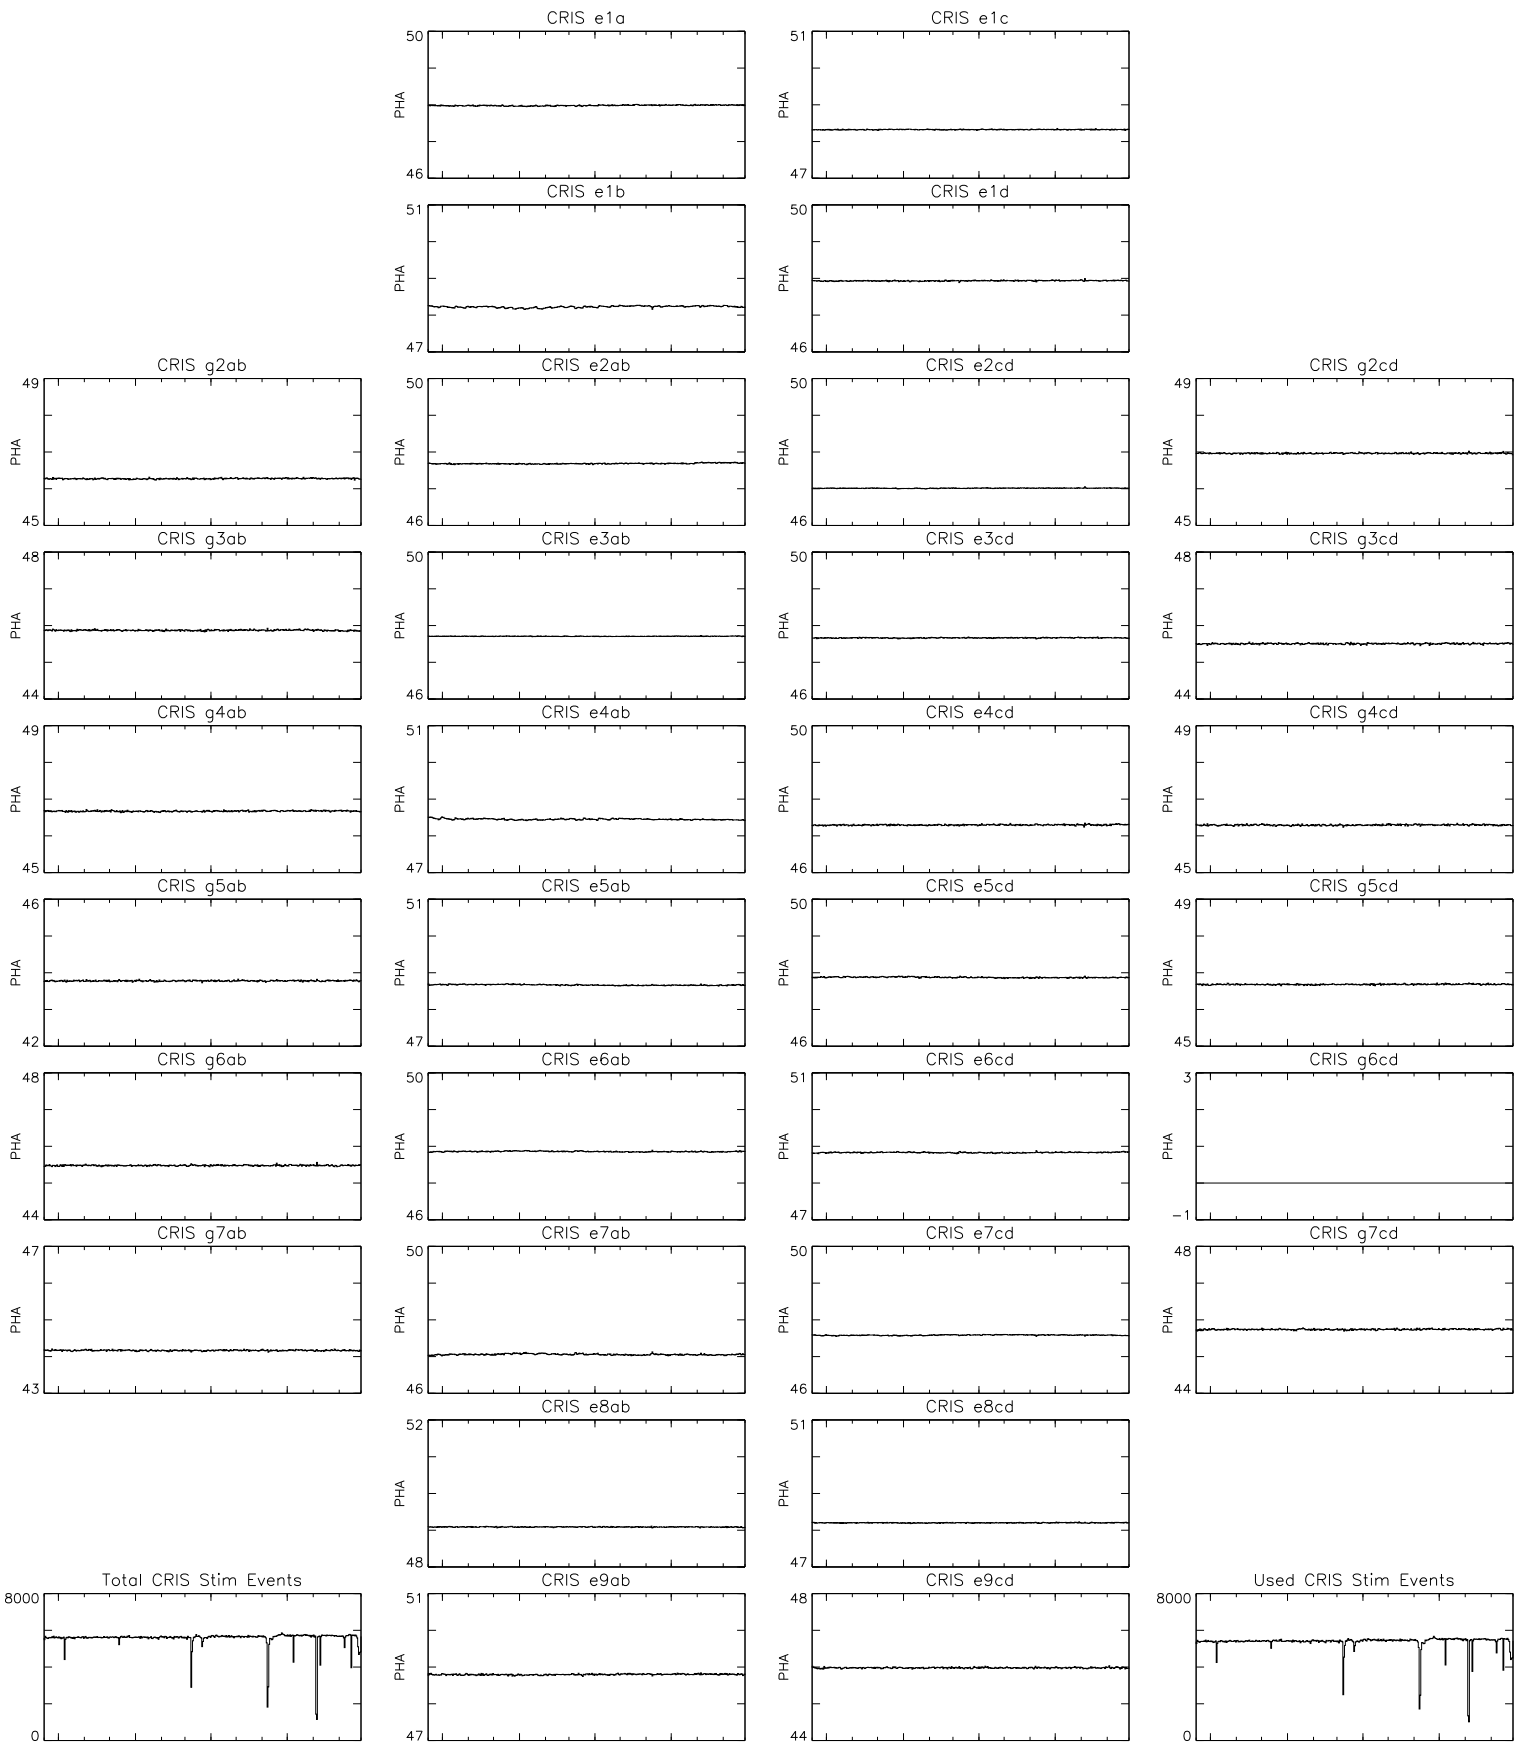 CRIS e1a
50
PHA
46
CRIS e1c
51
PHA
47
CRIS e1b
51
PHA
47
CRIS e1d
50
PHA
46
CRIS g2ab
49
PHA
45
CRIS e2ab
50
PHA
46
CRIS e2cd
50
PHA
46
CRIS g2cd
49
PHA
45
CRIS g3ab
48
PHA
44
CRIS e3ab
50
PHA
46
CRIS e3cd
50
PHA
46
CRIS g3cd
48
PHA
44
CRIS g4ab
49
PHA
45
CRIS e4ab
51
PHA
47
CRIS e4cd
50
PHA
46
CRIS g4cd
49
PHA
45
CRIS g5ab
46
PHA
42
CRIS e5ab
51
PHA
47
CRIS e5cd
50
PHA
46
CRIS g5cd
49
PHA
45
CRIS g6ab
48
PHA
44
CRIS e6ab
50
PHA
46
CRIS e6cd
51
PHA
47
CRIS g6cd
3
PHA
-1
CRIS g7ab
47
PHA
43
CRIS e7ab
50
PHA
46
CRIS e7cd
50
PHA
46
CRIS g7cd
48
PHA
44
CRIS e8ab
52
PHA
48
CRIS e8cd
51
PHA
47
Total CRIS Stim Events
8000
0
CRIS e9ab
51
PHA
47
CRIS e9cd
48
PHA
44
Used CRIS Stim Events
8000
0